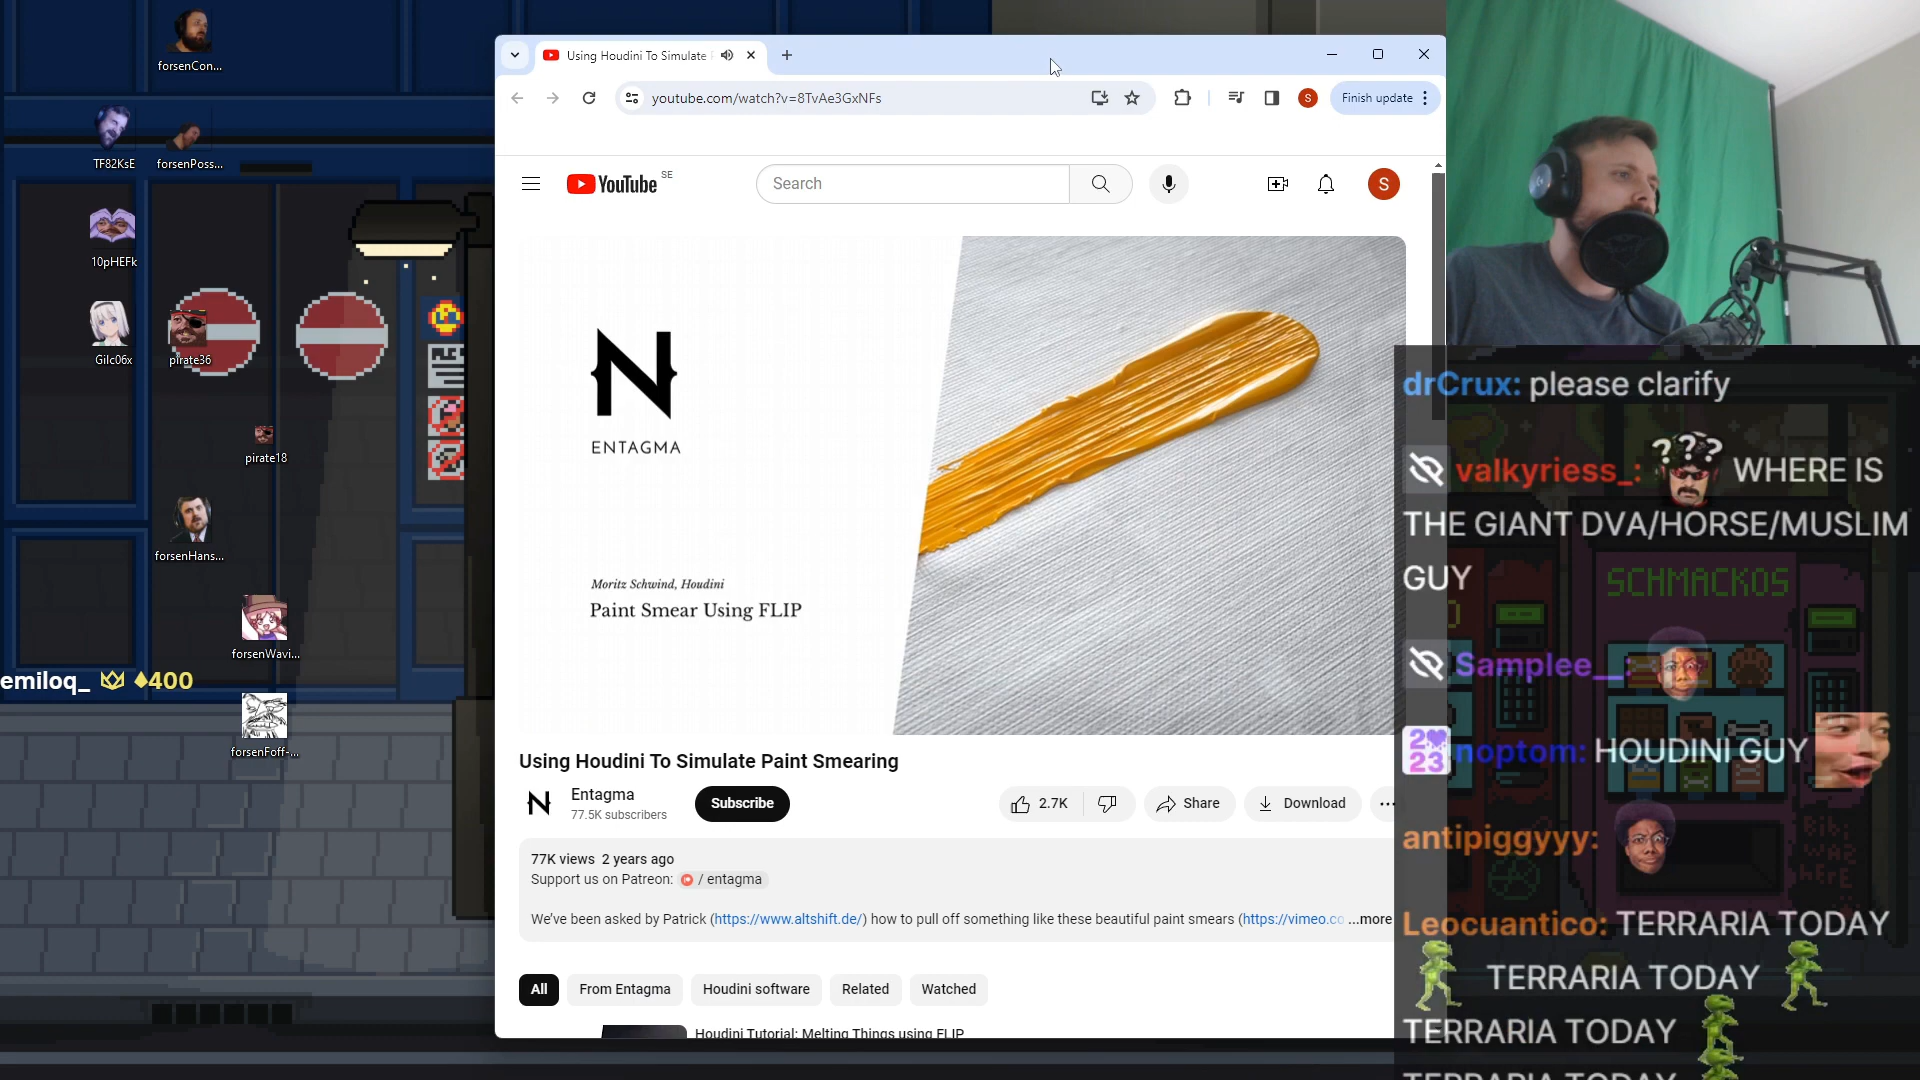 forsenCon...
TF82KsE
forsenPoss...
10pHEFk
Gilc06x
pirate36
pirate18
forsenHans...
forsenWavi...
emiloq_ 400
forsenFoff-...
Using Houdini To Simulate
youtube.com/watch?v=8TvAe3GxNFs
S
Finish update
YouTube SE
Search
S
N
ENTAGMA
Moritz Schwind, Houdini
Paint Smear Using FLIP
Using Houdini To Simulate Paint Smearing
N
Entagma
77.5K subscribers
Subscribe
2.7K
Share
Download
...
77K views 2 years ago
Support us on Patreon: / entagma
We've been asked by Patrick (https://www.altshift.de/) how to pull off something like these beautiful paint smears (https://vimeo.co ...more
All
From Entagma
Houdini software
Related
Watched
Houdini Tutorial: Melting Things using FLIP
drCrux: please clarify
valkyriess_: ??? WHERE IS
THE GIANT DVA/HORSE/MUSLIM
GUY
SCHMACKOS
Samplee__:
2023 noptom: HOUDINI GUY
antipiggyyy:
Leocuantico: TERRARIA TODAY
TERRARIA TODAY
TERRARIA TODAY
TERRARIA TODAY